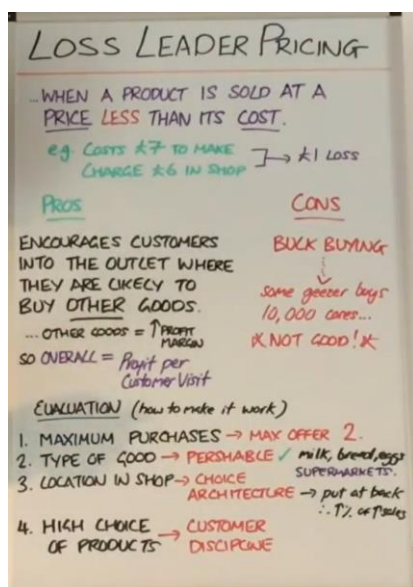 LOSS LEADER PRICING
...WHEN A PRODUCT IS SOLD AT A
PRICE LESS THAN ITS COST.
eg. COSTS £7 TO MAKE
CHARGE £6 IN SHOP → £1 LOSS
PROS
ENCOURAGES CUSTOMERS
INTO THE OUTLET WHERE
THEY ARE LIKELY TO
BUY OTHER GOODS.
...OTHER GOODS = ↑ PROFIT
MARGIN
SO OVERALL = Profit per
Customer Visit
CONS
BULK BUYING
some geezer buys
10,000 cones...
NOT GOOD!
EVALUATION (how to make it work)
1. MAXIMUM PURCHASES → MAX OFFER 2.
2. TYPE OF GOOD → PERSHABLE ✓ milk, bread, eggs
SUPERMARKETS.
3. LOCATION IN SHOP → CHOICE
ARCHITECTURE → put at back
∴ ↑% of ↑ sales
4. HIGH CHOICE
OF PRODUCTS → CUSTOMER
DISCIPLINE